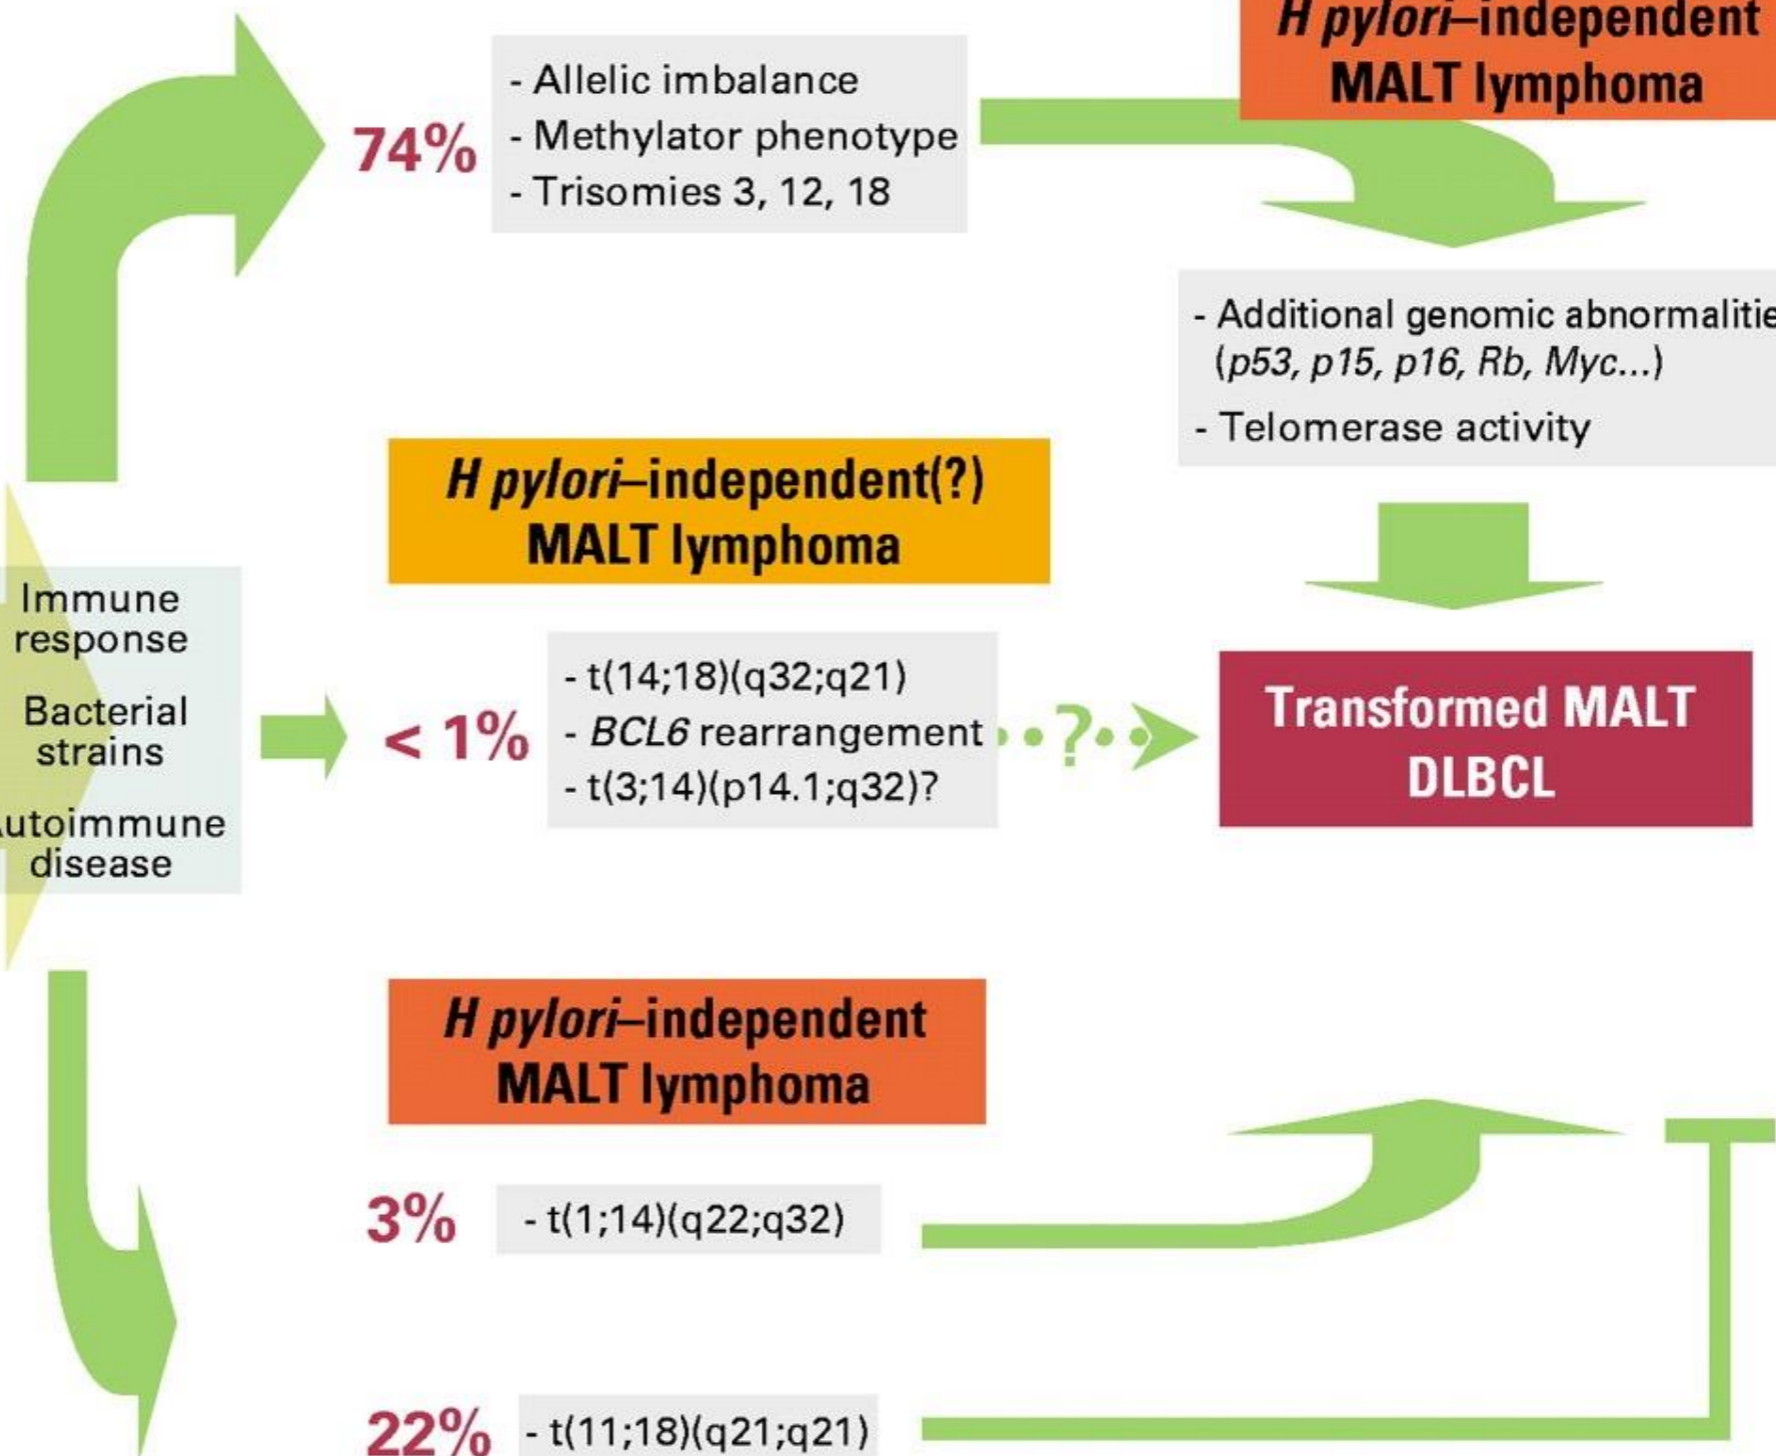 H pylori–independent
MALT lymphoma
74%
- Allelic imbalance
- Methylator phenotype
- Trisomies 3, 12, 18
- Additional genomic abnormalitie
(p53, p15, p16, Rb, Myc...)
- Telomerase activity
H pylori–independent(?)
MALT lymphoma
Immune
response
Bacterial
strains
utoimmune
disease
< 1%
- t(14;18)(q32;q21)
- BCL6 rearrangement
- t(3;14)(p14.1;q32)?
?
Transformed MALT
DLBCL
H pylori–independent
MALT lymphoma
3%
- t(1;14)(q22;q32)
22%
- t(11;18)(q21;q21)